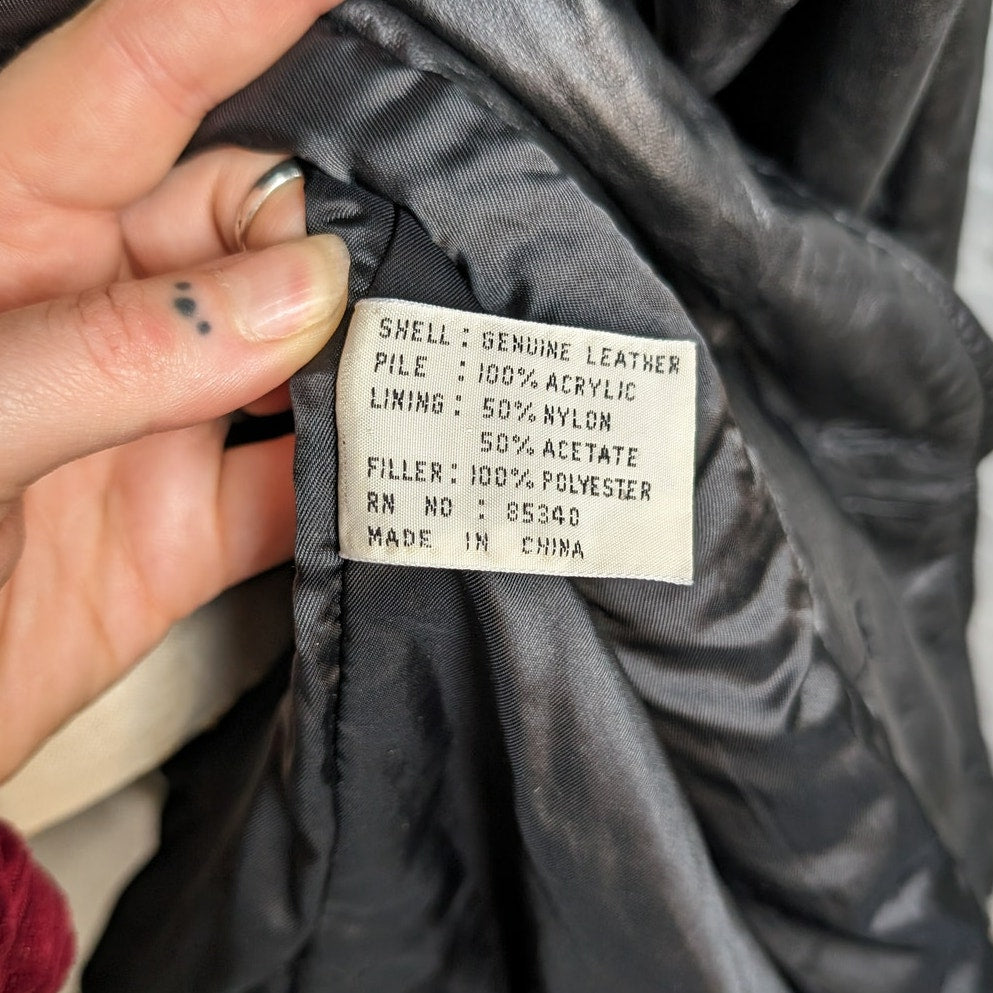 SHELL : GENUINE LEATHER
PILE : 100% ACRYLIC
LINING : 50% NYLON
50% ACETATE
FILLER : 100% POLYESTER
RN NO : 85340
MADE IN CHINA